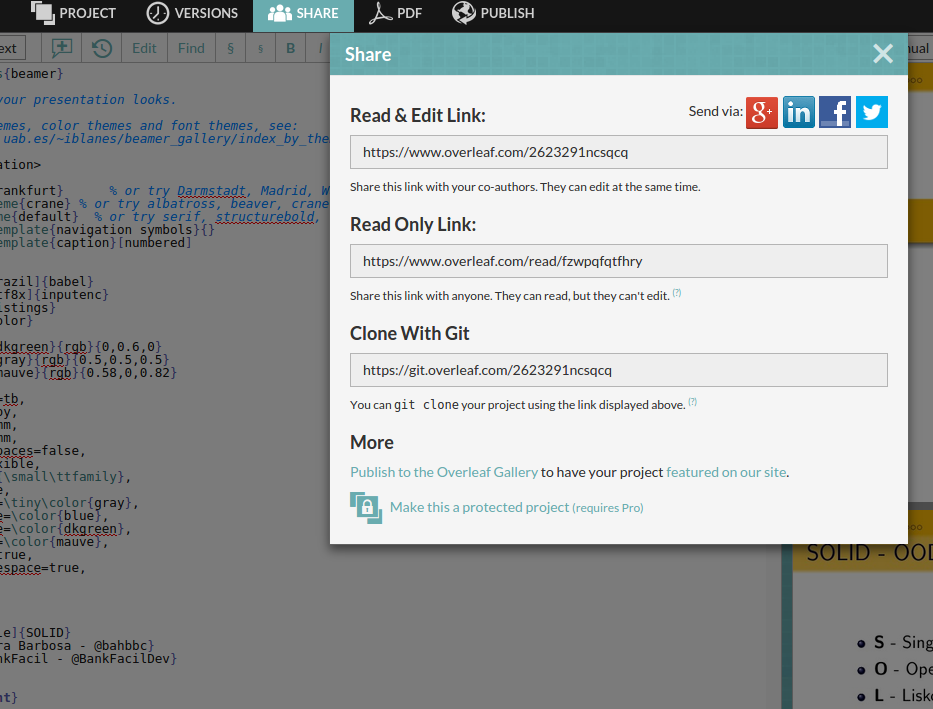 PROJECT VERSIONS SHARE PDF PUBLISH
ext Edit Find § § B I
Share
Read & Edit Link:
Send via:
https://www.overleaf.com/2623291ncsqcq
Share this link with your co-authors. They can edit at the same time.
Read Only Link:
https://www.overleaf.com/read/fzwpqfqtfhry
Share this link with anyone. They can read, but they can't edit. (?)
Clone With Git
https://git.overleaf.com/2623291ncsqcq
You can git clone your project using the link displayed above. (?)
More
Publish to the Overleaf Gallery to have your project featured on our site.
Make this a protected project (requires Pro)
s{beamer}
your presentation looks.
emes, color themes and font themes, see:
uab.es/~iblanes/beamer_gallery/index_by_the
ation>
rankfurt} % or try Darmstadt, Madrid, W
eme{crane} % or try albatross, beaver, crane
me{default} % or try serif, structurebold,
emplate{navigation symbols}{}
emplate{caption}[numbered]
razil]{babel}
tf8x]{inputenc}
istings}
olor}
dkgreen}{rgb}{0,0.6,0}
gray}{rgb}{0.5,0.5,0.5}
mauve}{rgb}{0.58,0,0.82}
=tb,
py,
mm,
mm,
paces=false,
xible,
{\small\ttfamily},
e,
=\tiny\color{gray},
e=\color{blue},
e=\color{dkgreen},
=\color{mauve},
true,
espace=true,
le]{SOLID}
ra Barbosa - @bahbbc}
nkFacil - @BankFacilDev}
nt}
nual
SOLID - OOD
S - Sing
O - Ope
L - Lisko